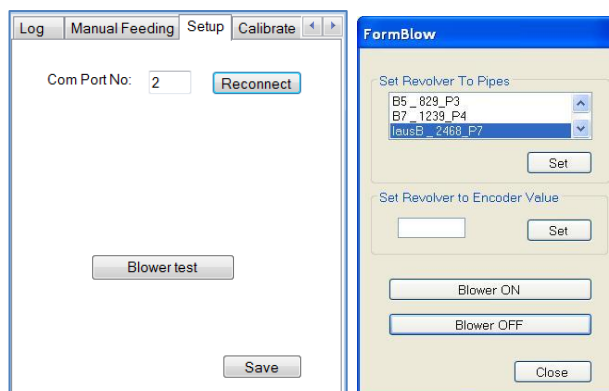 Log Manual Feeding Setup Calibrate
Com Port No: 2 Reconnect
Blower test
Save
FormBlow
Set Revolver To Pipes
B5 _ 829_P3
B7 _ 1239_P4
lausB _ 2468_P7
Set
Set Revolver to Encoder Value
Set
Blower ON
Blower OFF
Close